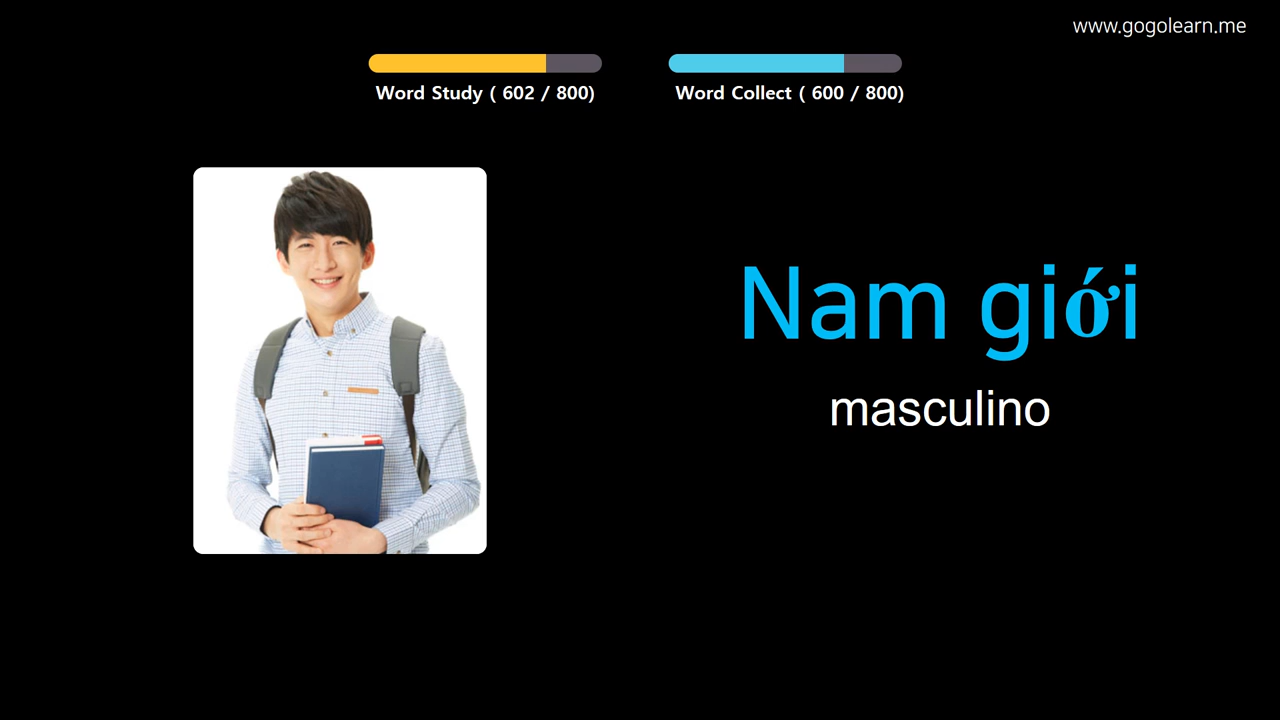 www.gogolearn.me
Word Study ( 602 / 800)
Word Collect ( 600 / 800)
Nam giới
masculino